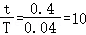 t/T = 0.4/0.04 = 10